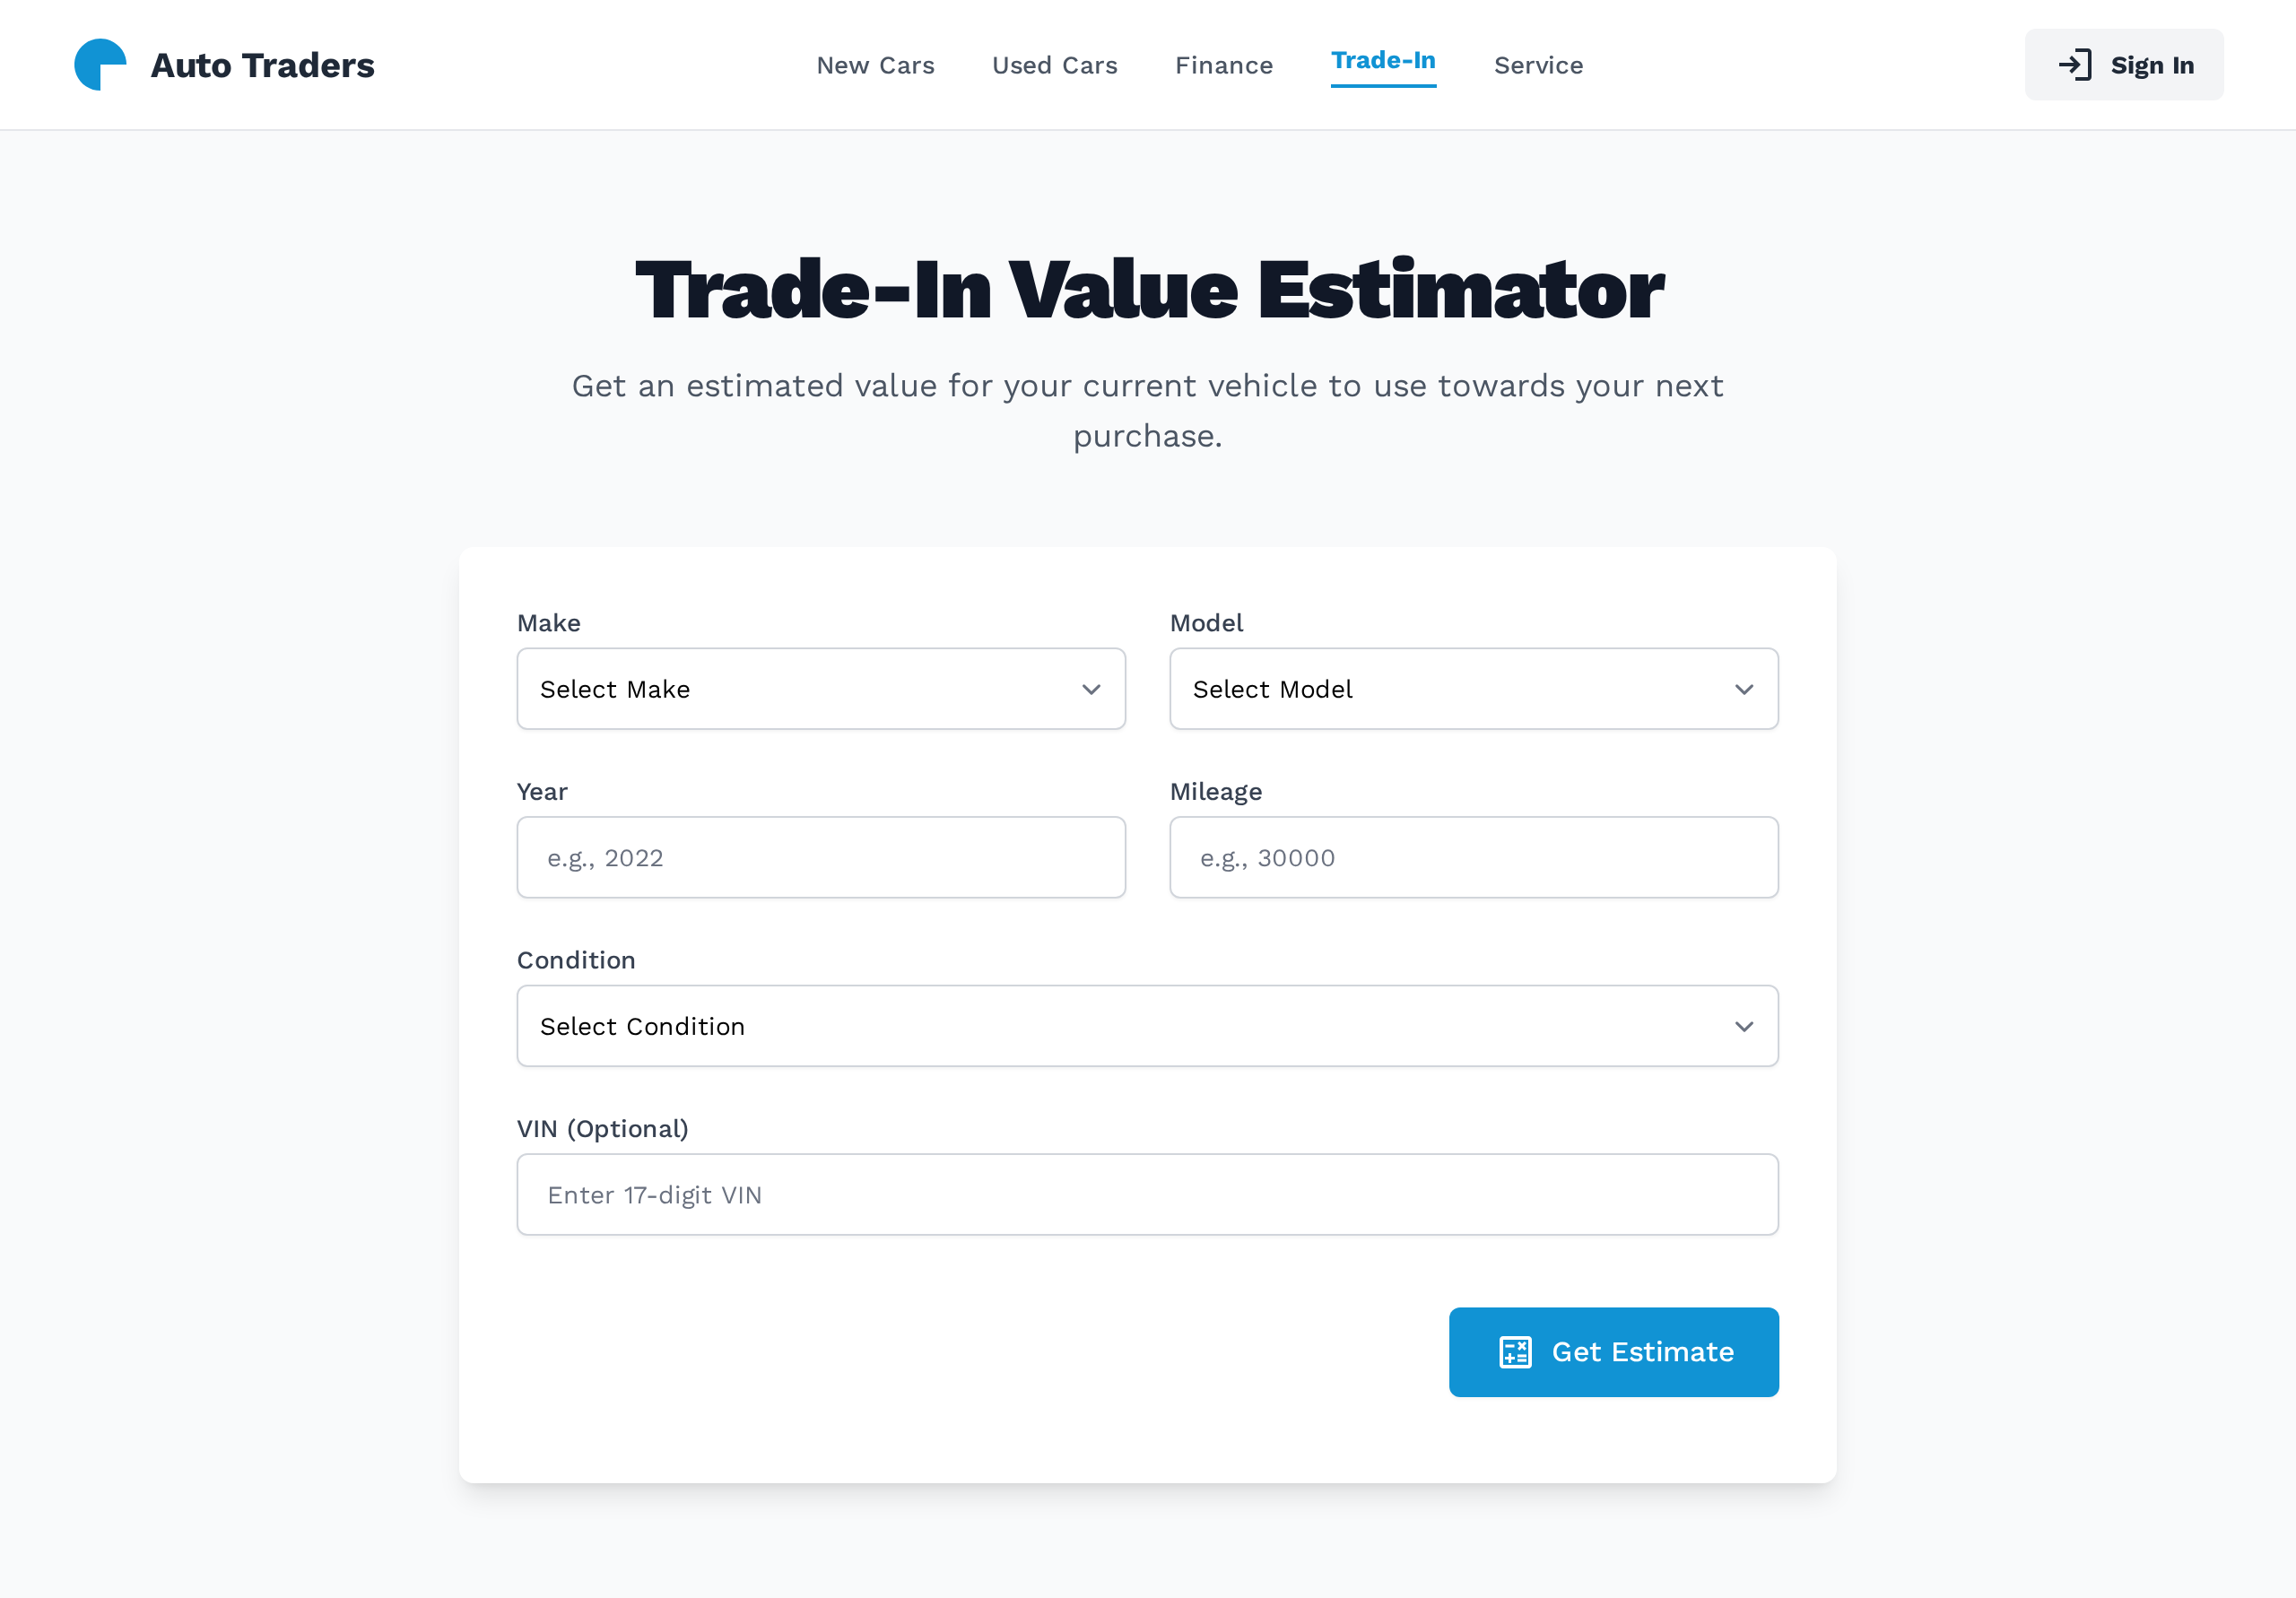 Auto Traders
New Cars
Used Cars
Finance
Trade-In
Service
Sign In
Trade-In Value Estimator
Get an estimated value for your current vehicle to use towards your next
purchase.
Make
Model
Select Make
Select Model
Year
Mileage
e.g., 2022
e.g., 30000
Condition
Select Condition
VIN (Optional)
Enter 17-digit VIN
Get Estimate